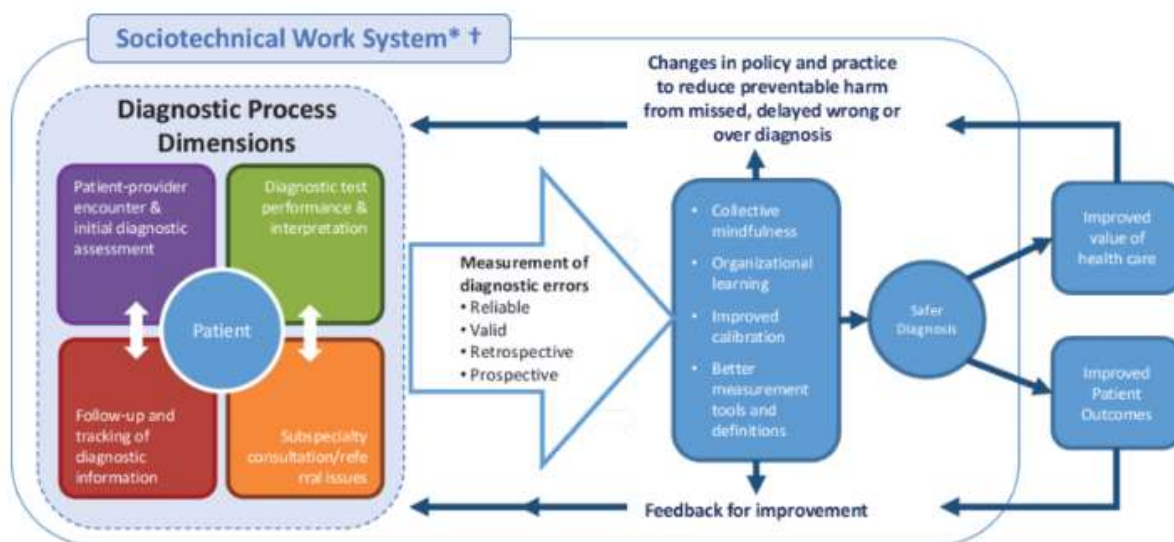 Sociotechnical Work System* †
Diagnostic Process
Dimensions
Patient-provider
encounter &
initial diagnostic
assessment
Diagnostic test
performance &
interpretation
Patient
Follow-up and
tracking of
diagnostic
information
Subspecialty
consultation/refe
rral issues
Measurement of
diagnostic errors
• Reliable
• Valid
• Retrospective
• Prospective
Changes in policy and practice
to reduce preventable harm
from missed, delayed wrong or
over diagnosis
• Collective
mindfulness
• Organizational
learning
• Improved
calibration
• Better
measurement
tools and
definitions
Feedback for improvement
Safer
Diagnosis
Improved
value of
health care
Improved
Patient
Outcomes